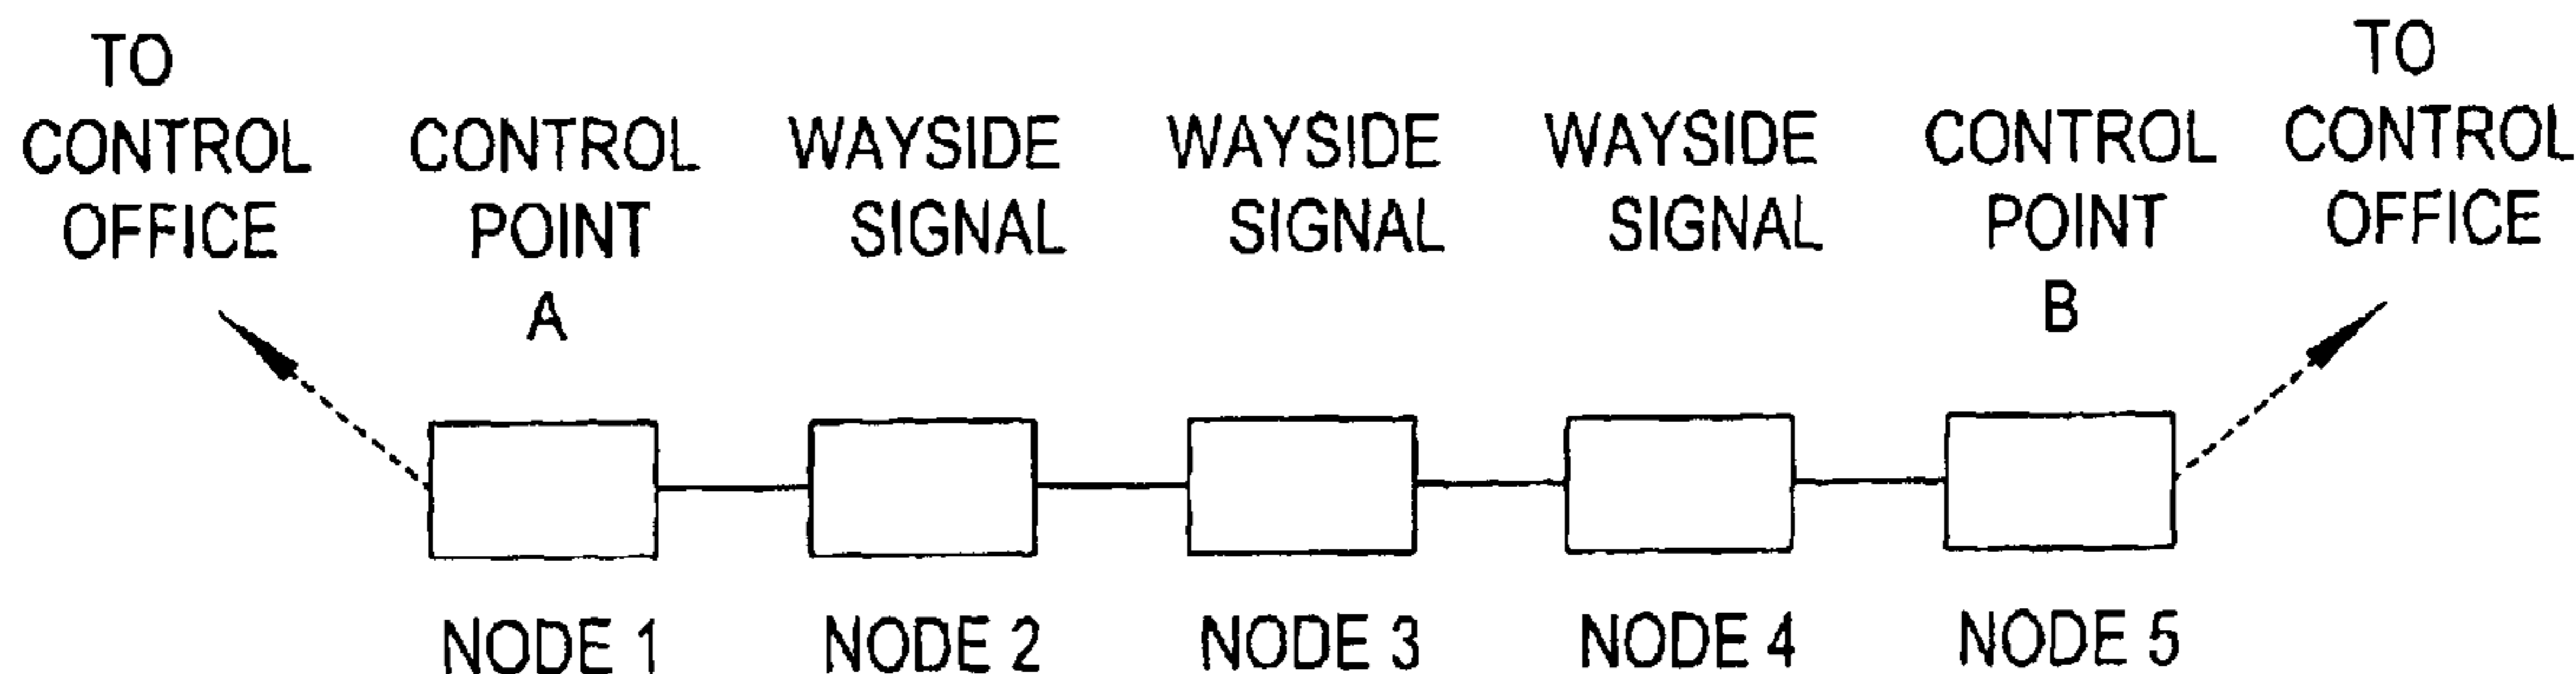 TO
CONTROL
OFFICE
CONTROL
POINT
A
WAYSIDE
SIGNAL
WAYSIDE
SIGNAL
WAYSIDE
SIGNAL
CONTROL
POINT
B
TO
CONTROL
OFFICE
NODE 1
NODE 2
NODE 3
NODE 4
NODE 5